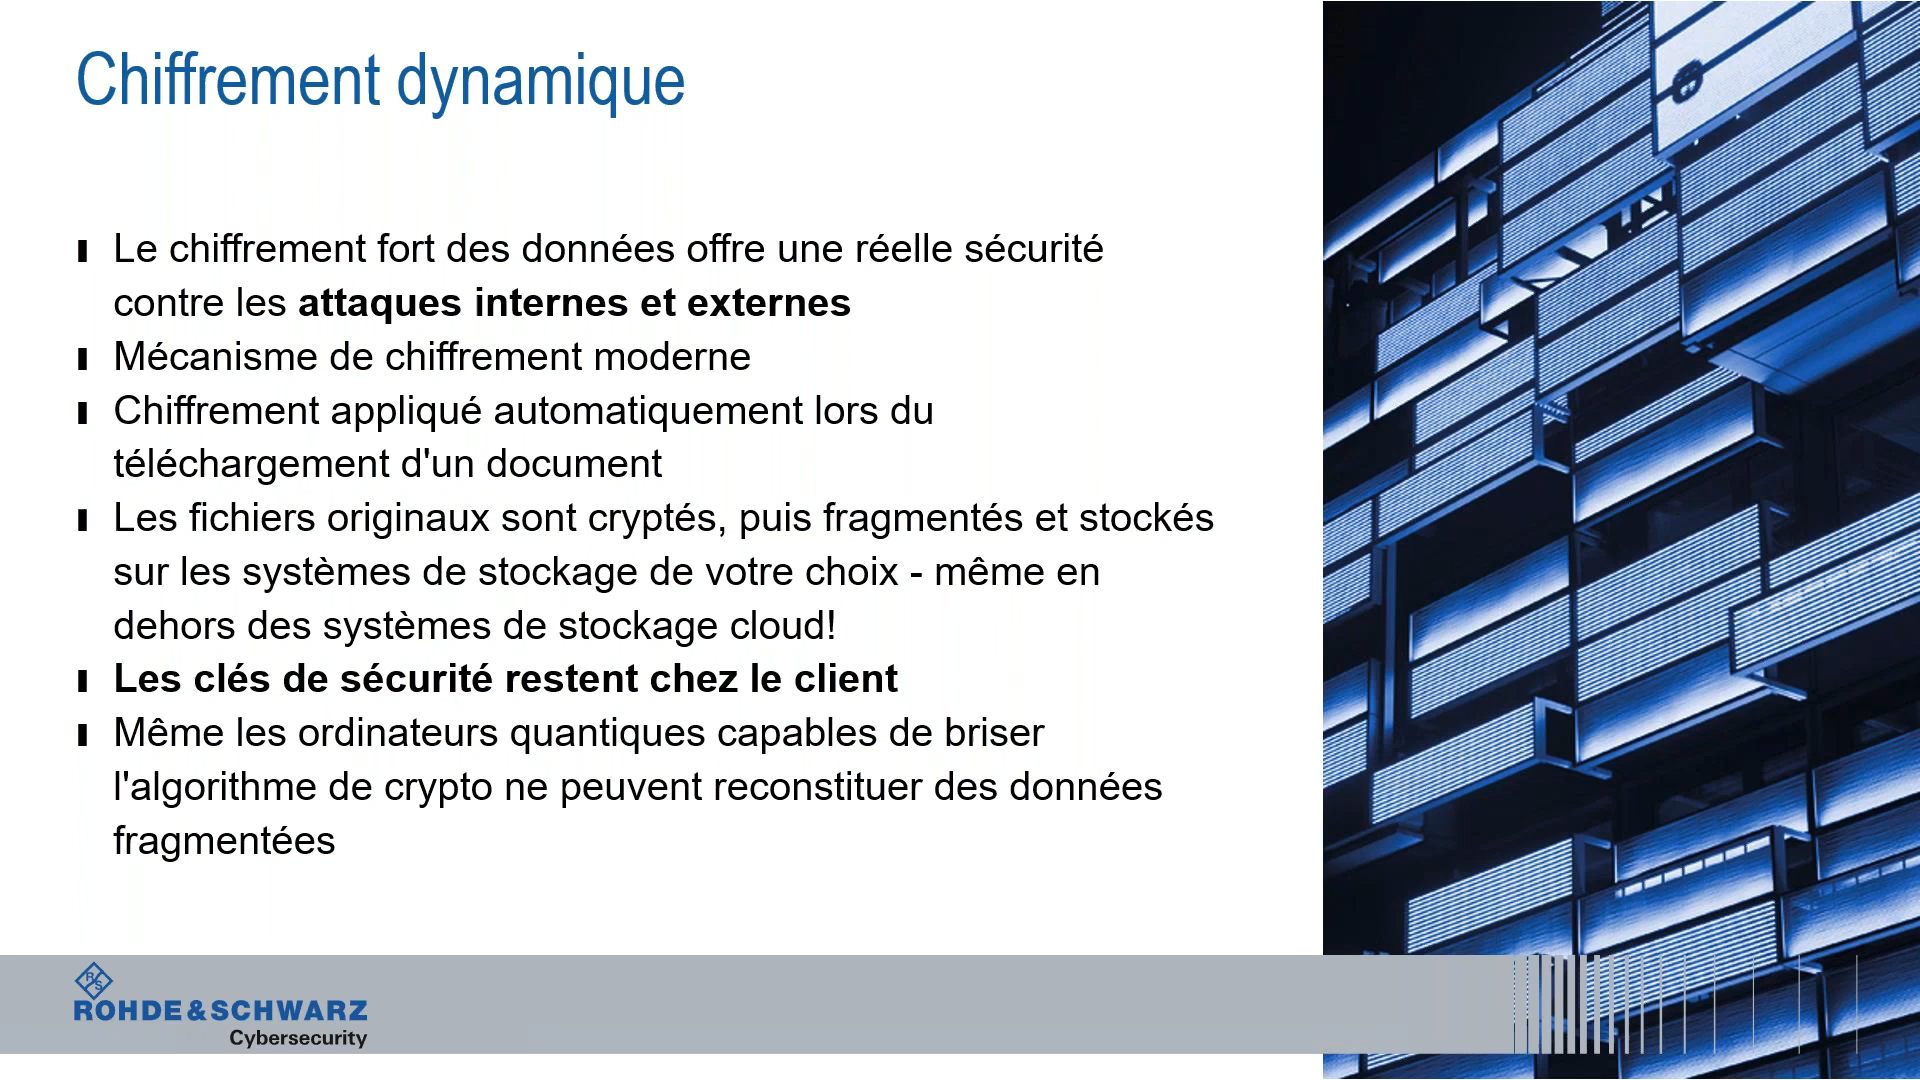 Chiffrement dynamique
Le chiffrement fort des données offre une réelle sécurité
contre les attaques internes et externes
Mécanisme de chiffrement moderne
Chiffrement appliqué automatiquement lors du
téléchargement d'un document
Les fichiers originaux sont cryptés, puis fragmentés et stockés
sur les systèmes de stockage de votre choix - même en
dehors des systèmes de stockage cloud!
Les clés de sécurité restent chez le client
Même les ordinateurs quantiques capables de briser
l'algorithme de crypto ne peuvent reconstituer des données
fragmentées
R S
ROHDE&SCHWARZ
Cybersecurity